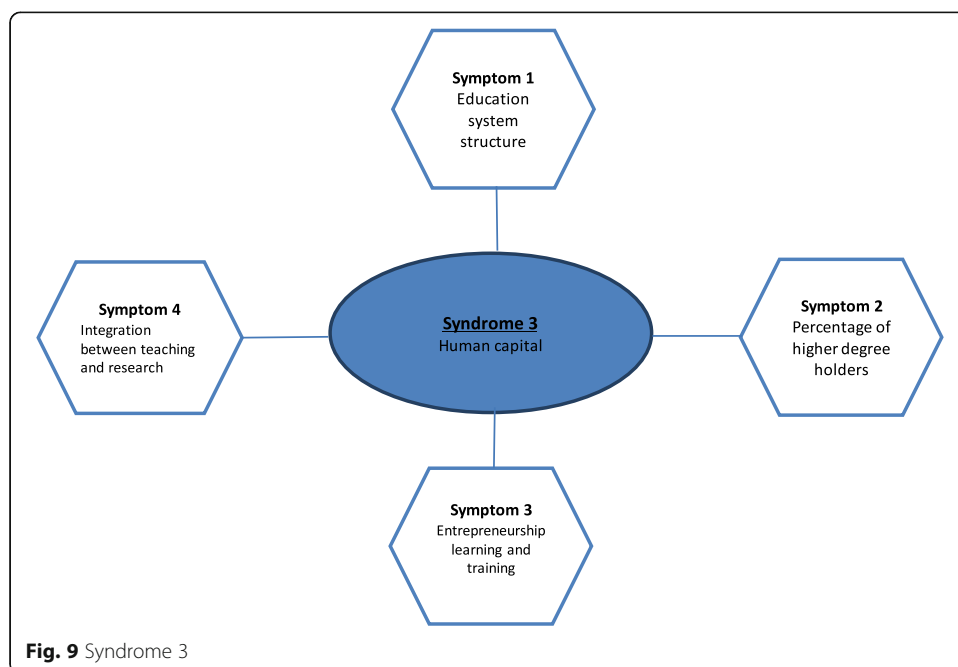 Symptom 1
Education
system
structure
Symptom 4
Integration
between teaching
and research
Syndrome 3
Human capital
Symptom 2
Percentage of
higher degree
holders
Symptom 3
Entrepreneurship
learning and
training
Fig. 9 Syndrome 3